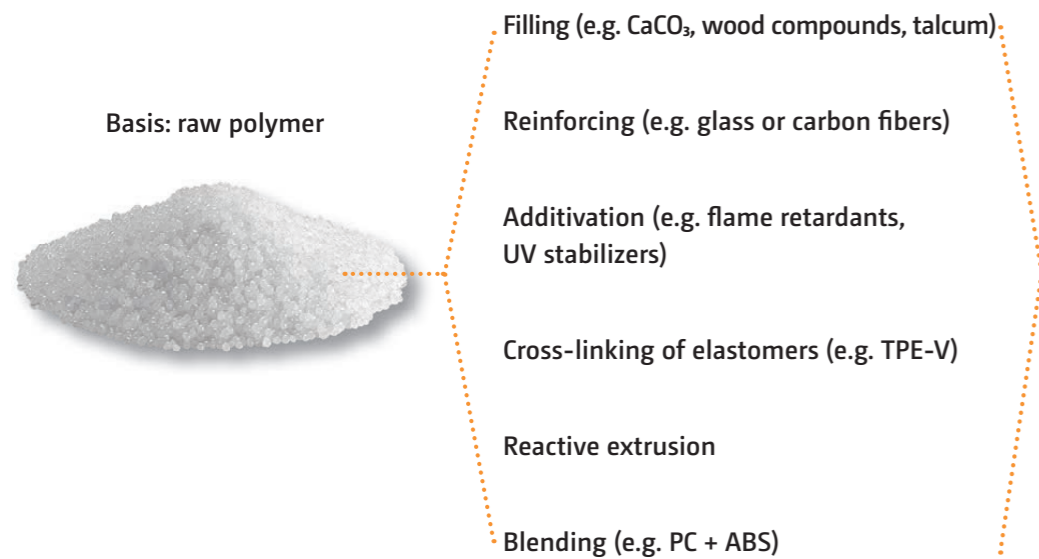 Filling (e.g. CaCO₃, wood compounds, talcum)
Basis: raw polymer
Reinforcing (e.g. glass or carbon fibers)
Additivation (e.g. flame retardants,
UV stabilizers)
Cross-linking of elastomers (e.g. TPE-V)
Reactive extrusion
Blending (e.g. PC + ABS)